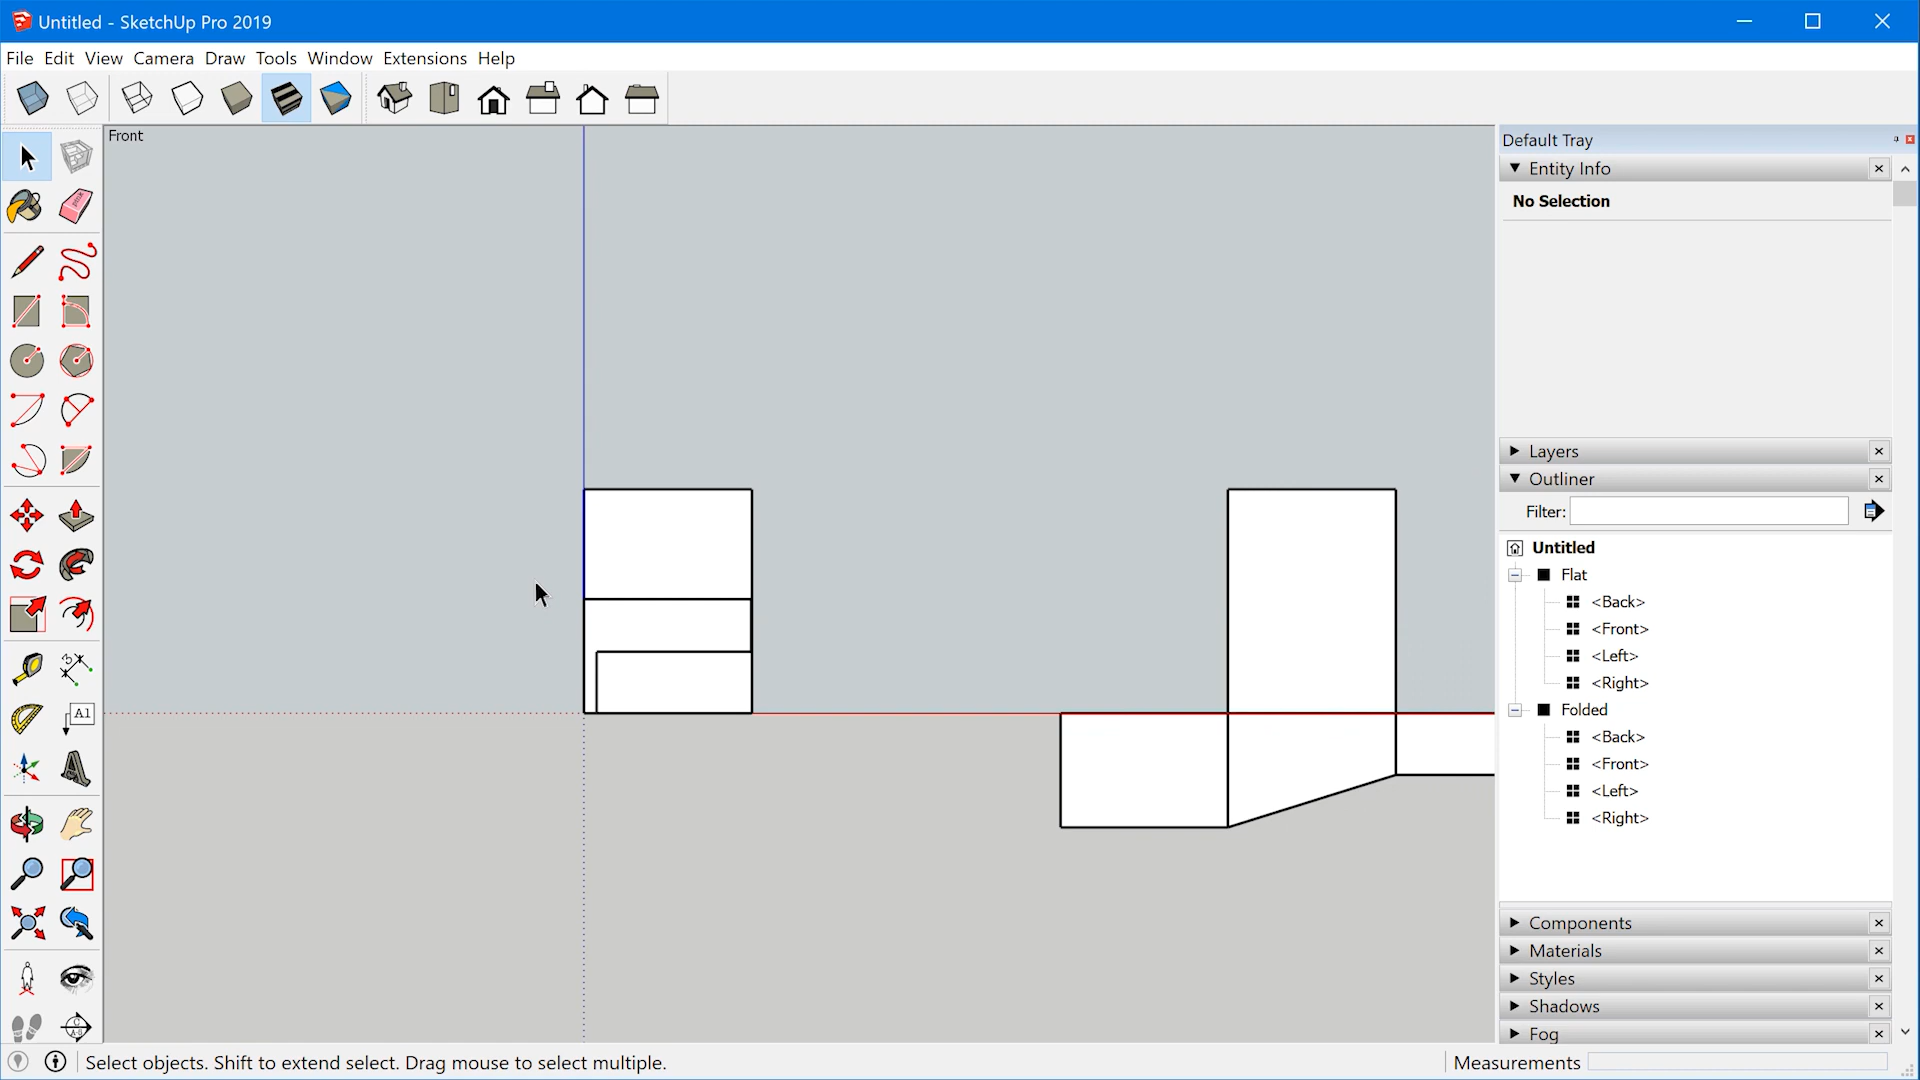 Untitled - SketchUp Pro 2019
File Edit View Camera Draw Tools Window Extensions Help
Front
Default Tray
Entity Info
No Selection
Layers
Outliner
Filter:
Untitled
Flat
<Back>
<Front>
<Left>
<Right>
Folded
<Back>
<Front>
<Left>
<Right>
Components
Materials
Styles
Shadows
Fog
A1
Select objects. Shift to extend select. Drag mouse to select multiple.
Measurements